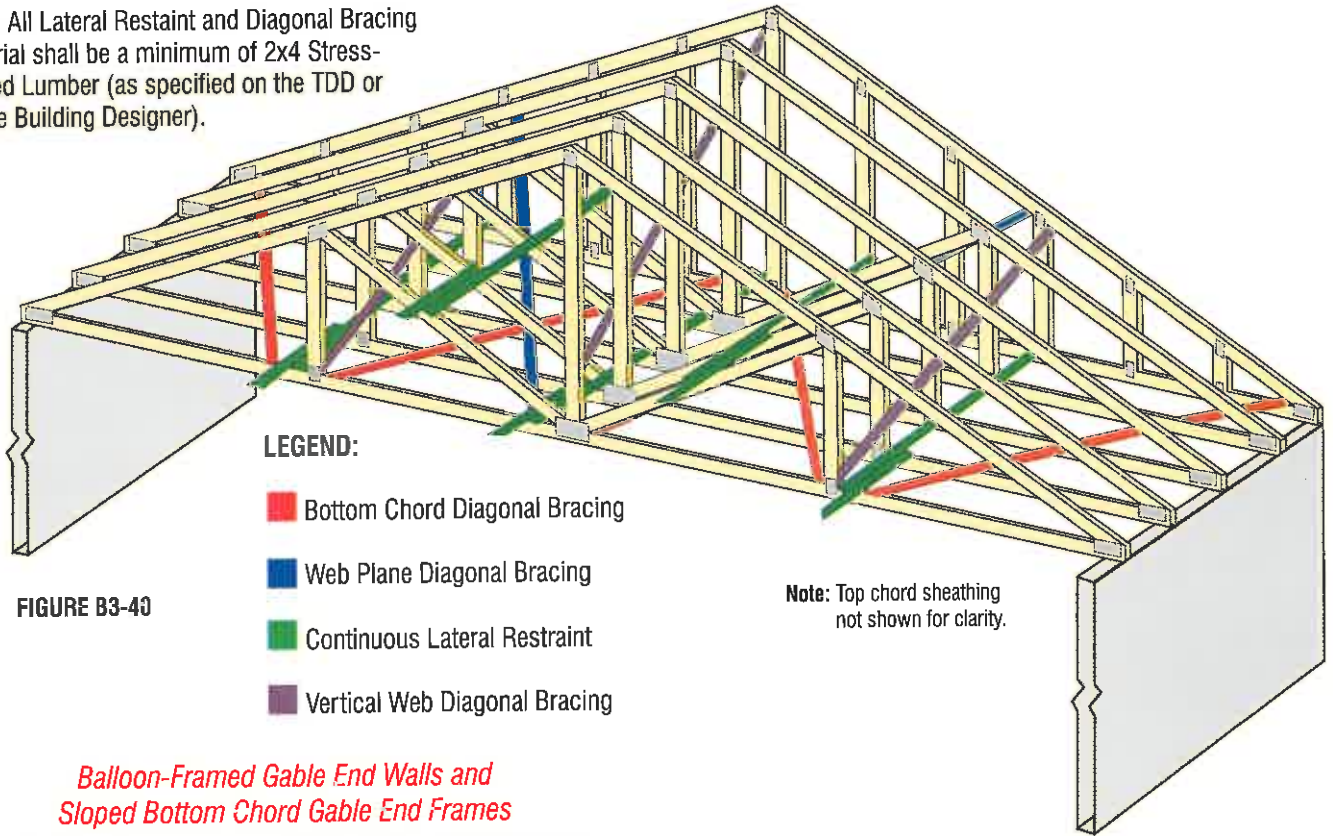 All Lateral Restraint and Diagonal Bracing
rial shall be a minimum of 2x4 Stress-
ed Lumber (as specified on the TDD or
e Building Designer).
LEGEND:
Bottom Chord Diagonal Bracing
Web Plane Diagonal Bracing
Continuous Lateral Restraint
Vertical Web Diagonal Bracing
FIGURE B3-40
Note: Top chord sheathing
not shown for clarity.
Balloon-Framed Gable End Walls and
Sloped Bottom Chord Gable End Frames